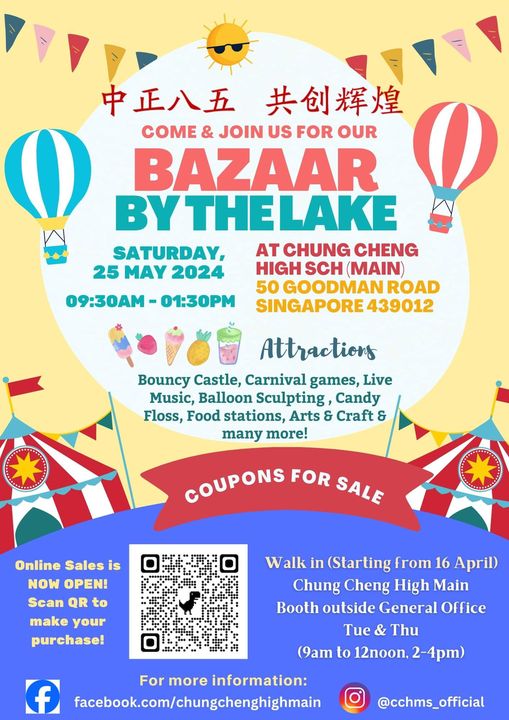 中正八五 共创辉煌
COME & JOIN US FOR OUR
BAZAAR
BY THE LAKE
SATURDAY,
25 MAY 2024
09:30AM - 01:30PM
AT CHUNG CHENG
HIGH SCH (MAIN)
50 GOODMAN ROAD
SINGAPORE 439012
Attractions
Bouncy Castle, Carnival games, Live
Music, Balloon Sculpting , Candy
Floss, Food stations, Arts & Craft &
many more!
COUPONS FOR SALE
Online Sales is
NOW OPEN!
Scan QR to
make your
purchase!
Walk in (Starting from 16 April)
Chung Cheng High Main
Booth outside General Office
Tue & Thu
(9am to 12noon, 2-4pm)
For more information:
facebook.com/chungchenghighmain
@cchms_official